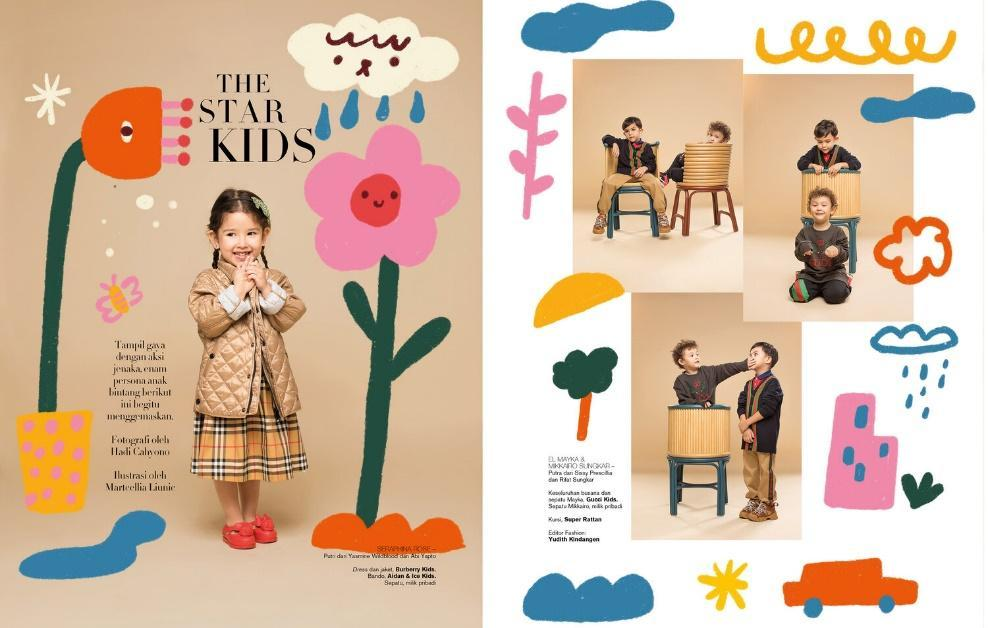 THE
STAR
KIDS
Tampil gaya
dengan aksi
jenaka, enam
persona anak
bintang berikut
ini begitu
menggemaskan.
Fotografi oleh
Hadi Cahyono
Ilustrasi oleh
Martcellia Liunic
SERAPHINA ROSE –
Putri dari Yasmine Wildblood dan Abi Yapto
Dress dan jaket, Burberry Kids.
Bando, Aidan & Ice Kids.
Sepatu, milik pribadi
EL MAYKA &
MIKKAIRO SUNGKAR –
Putra dari Sissy Prescillia
dan Rifat Sungkar
Keseluruhan busana dan
sepatu Mayka, Gucci Kids.
Sepatu Mikkairo, milik pribadi
Kursi, Super Rattan
Editor Fashion:
Yudith Kindangen